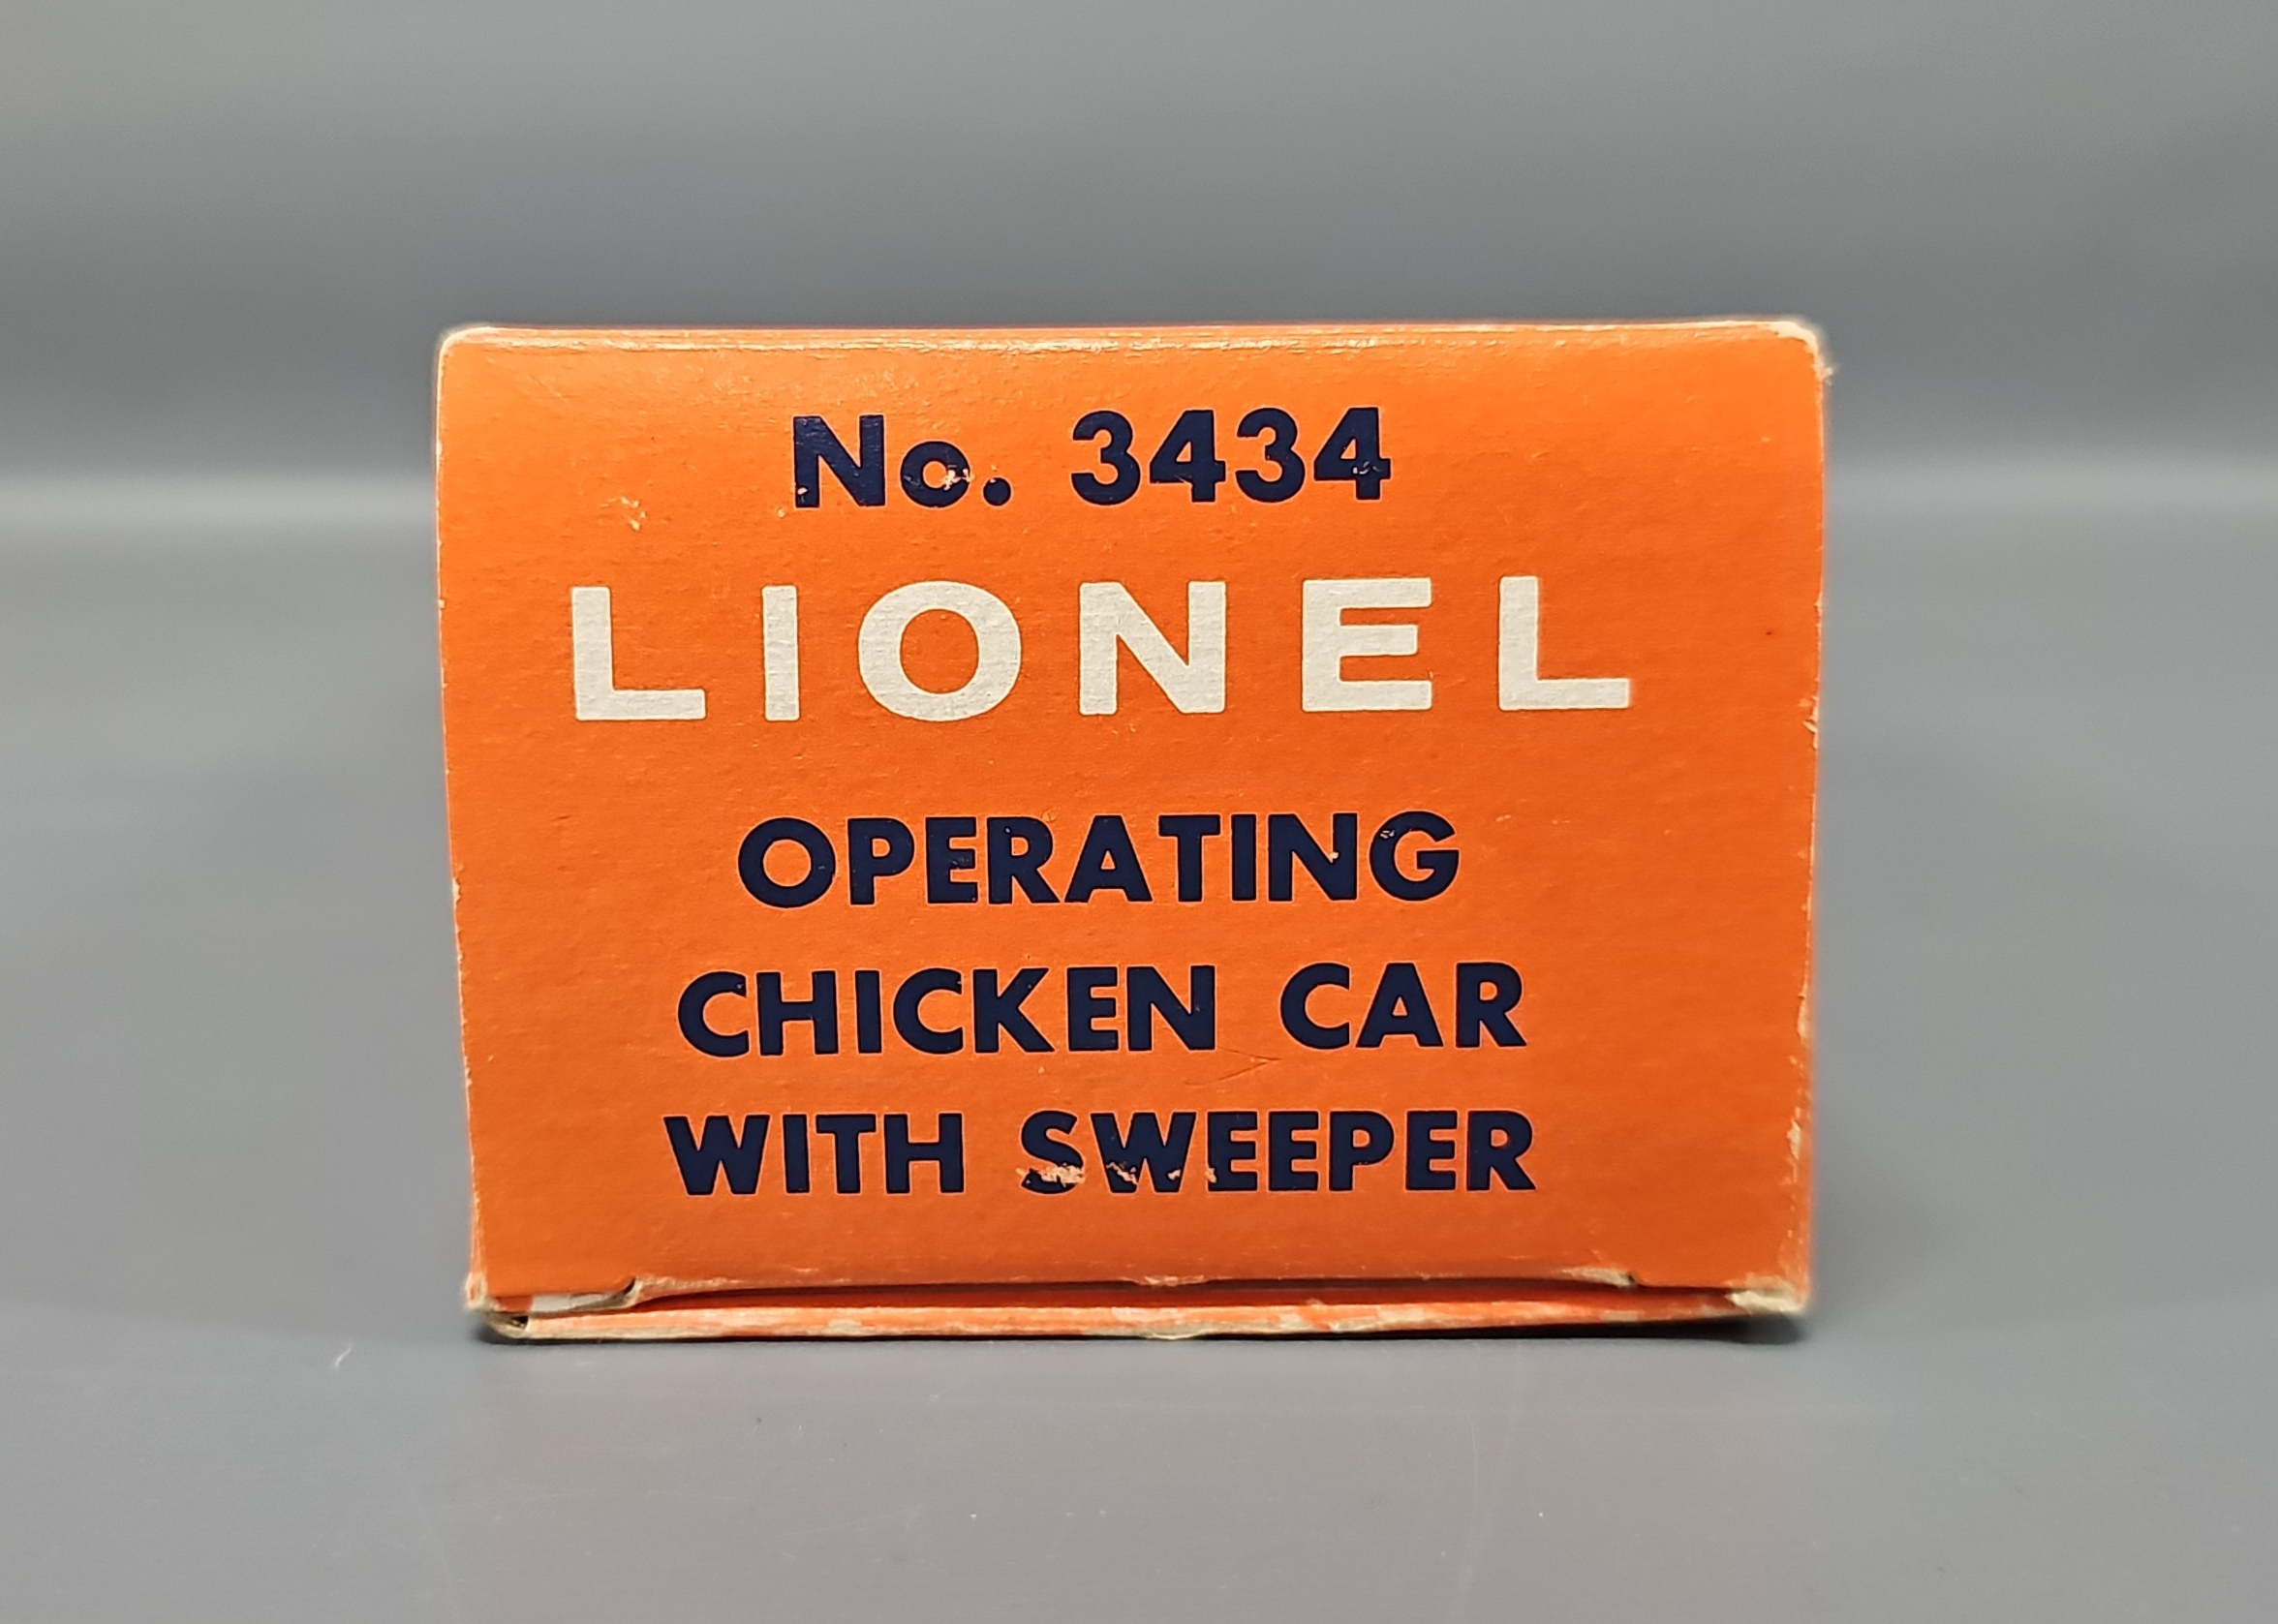 No. 3434
LIONEL
OPERATING
CHICKEN CAR
WITH SWEEPER